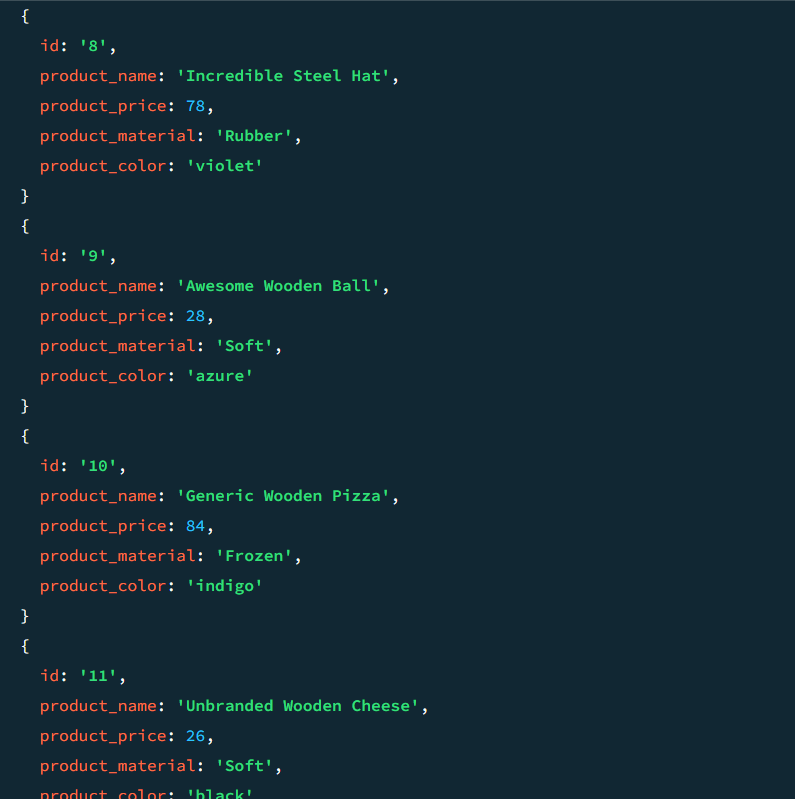 {
id: '8',
product_name: 'Incredible Steel Hat',
product_price: 78,
product_material: 'Rubber',
product_color: 'violet'
}
{
id: '9',
product_name: 'Awesome Wooden Ball',
product_price: 28,
product_material: 'Soft',
product_color: 'azure'
}
{
id: '10',
product_name: 'Generic Wooden Pizza',
product_price: 84,
product_material: 'Frozen',
product_color: 'indigo'
}
{
id: '11',
product_name: 'Unbranded Wooden Cheese',
product_price: 26,
product_material: 'Soft',
product_color: 'black'